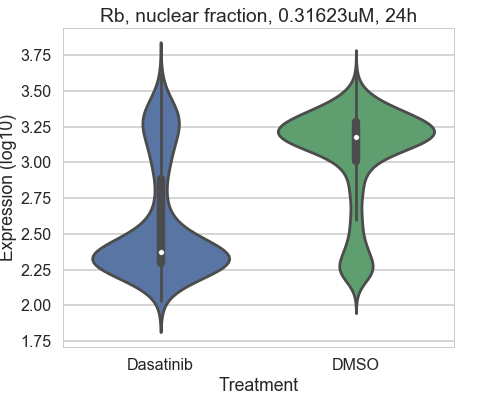 Rb, nuclear fraction, 0.31623uM, 24h
Expression (log10)
3.75
3.50
3.25
3.00
2.75
2.50
2.25
2.00
1.75
Dasatinib DMSO
Treatment